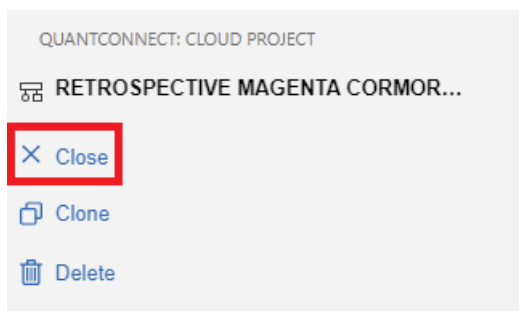 QUANTCONNECT: CLOUD PROJECT
RETROSPECTIVE MAGENTA CORMOR...
Close
Clone
Delete